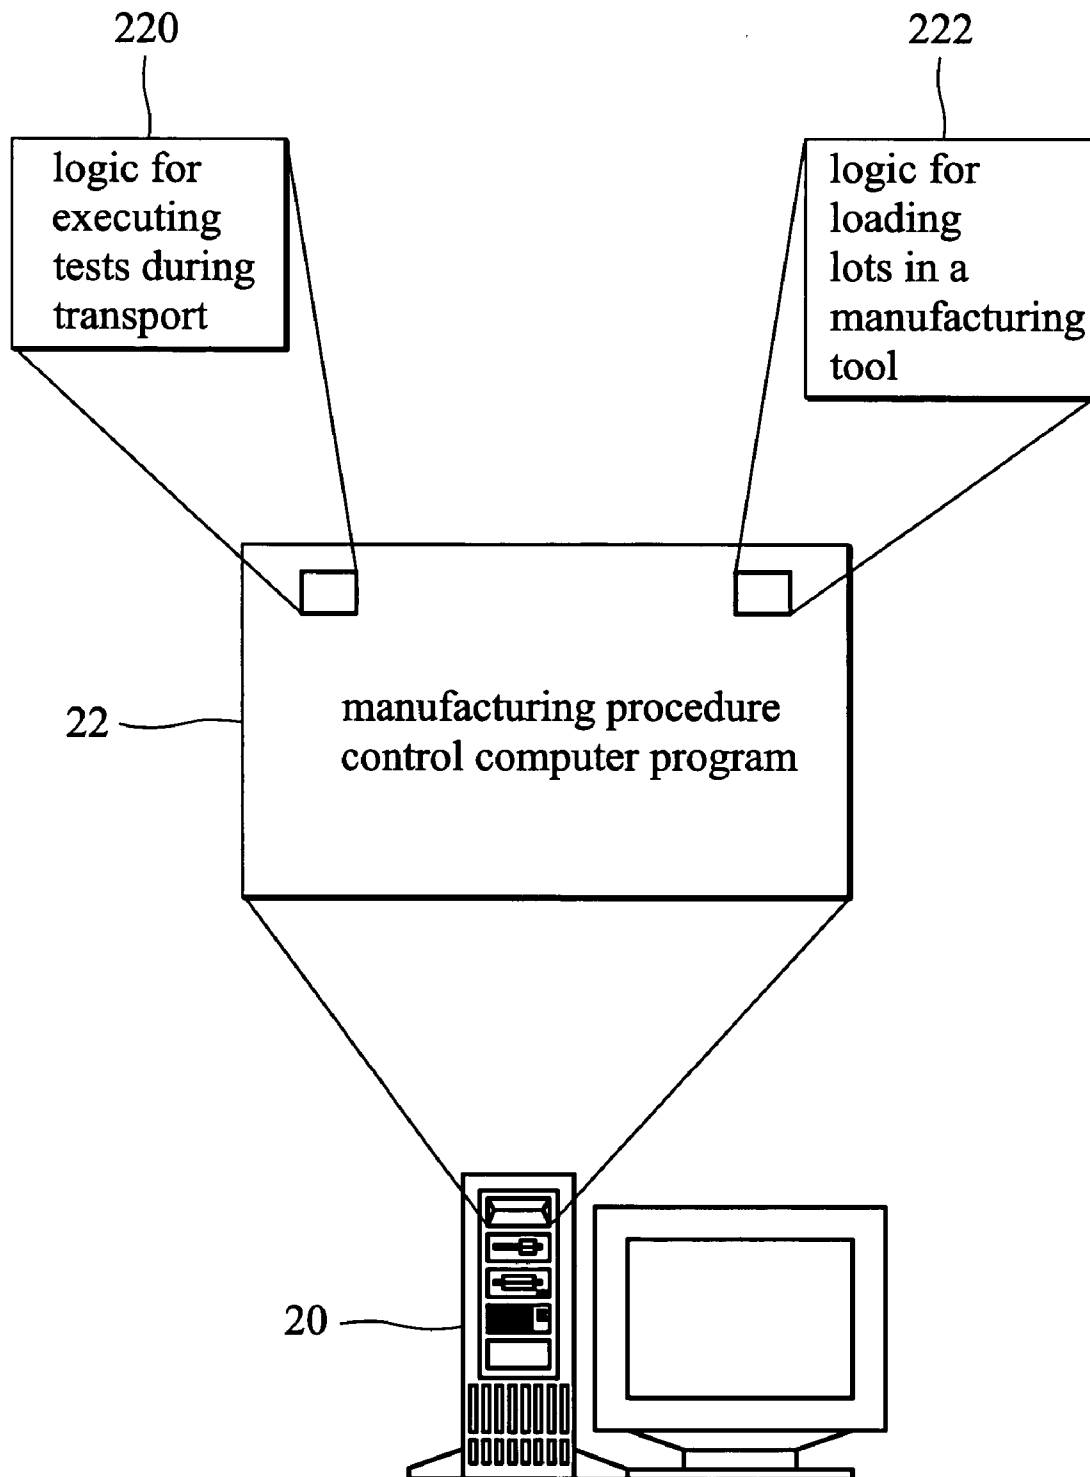 220
222
logic for
executing
tests during
transport
logic for
loading
lots in a
manufacturing
tool
22
manufacturing procedure
control computer program
20